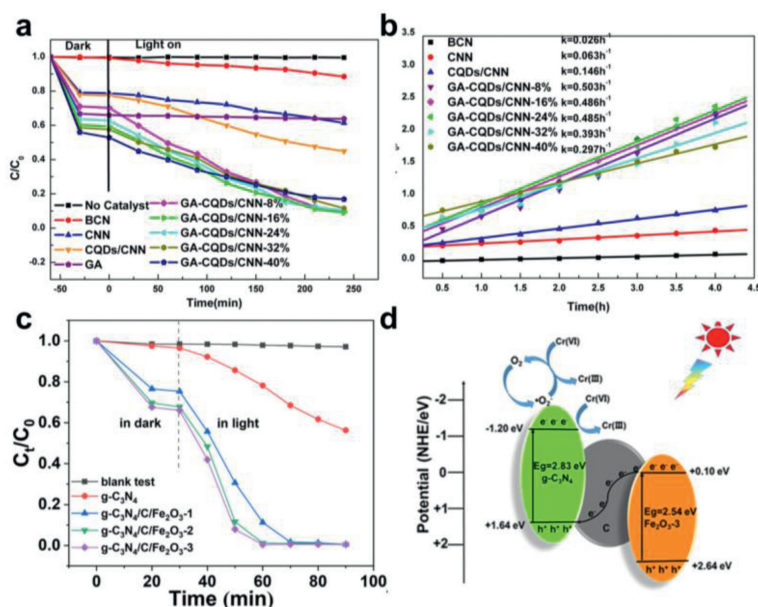 a
Dark
Light on
1.0
0.8
0.6
0.4
0.2
0.0
-0.2
C/C0
No Catalyst
BCN
CNN
CQDs/CNN
GA
GA-CQDs/CNN-8%
GA-CQDs/CNN-16%
GA-CQDs/CNN-24%
GA-CQDs/CNN-32%
GA-CQDs/CNN-40%
-60 0 60 120 180 240
Time(min)
b
BCN k=0.026h⁻¹
CNN k=0.063h⁻¹
CQDs/CNN k=0.146h⁻¹
GA-CQDs/CNN-8% k=0.503h⁻¹
GA-CQDs/CNN-16% k=0.486h⁻¹
GA-CQDs/CNN-24% k=0.485h⁻¹
GA-CQDs/CNN-32% k=0.393h⁻¹
GA-CQDs/CNN-40% k=0.297h⁻¹
3.0
2.5
2.0
1.5
1.0
0.5
0.0
0.5 1.0 1.5 2.0 2.5 3.0 3.5 4.0 4.5
Time(h)
c
1.0
0.8
0.6
0.4
0.2
0.0
Ct/C0
in dark
in light
blank test
g-C3N4
g-C3N4/C/Fe2O3-1
g-C3N4/C/Fe2O3-2
g-C3N4/C/Fe2O3-3
0 20 40 60 80 100
Time (min)
d
Potential (NHE/eV)
-2
-1
0
+1
+2
O2
Cr(VI)
Cr(III)
•O2⁻
Cr(VI)
Cr(III)
-1.20 eV
e⁻ e⁻ e⁻
Eg=2.83 eV
g-C3N4
+1.64 eV
h⁺ h⁺ h⁺
e⁻
e⁻
e⁻
e⁻
C
e⁻ e⁻ e⁻
+0.10 eV
Eg=2.54 eV
Fe2O3-3
h⁺ h⁺ h⁺
+2.64 eV